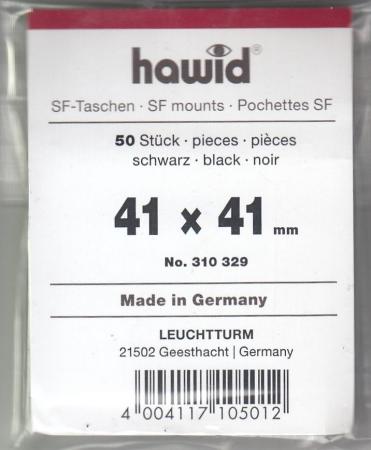 hawid®
SF-Taschen · SF mounts · Pochettes SF
50 Stück · pieces · pièces
schwarz · black · noir
41 x 41 mm
No. 310 329
Made in Germany
LEUCHTTURM
21502 Geesthacht | Germany
4 004117 105012